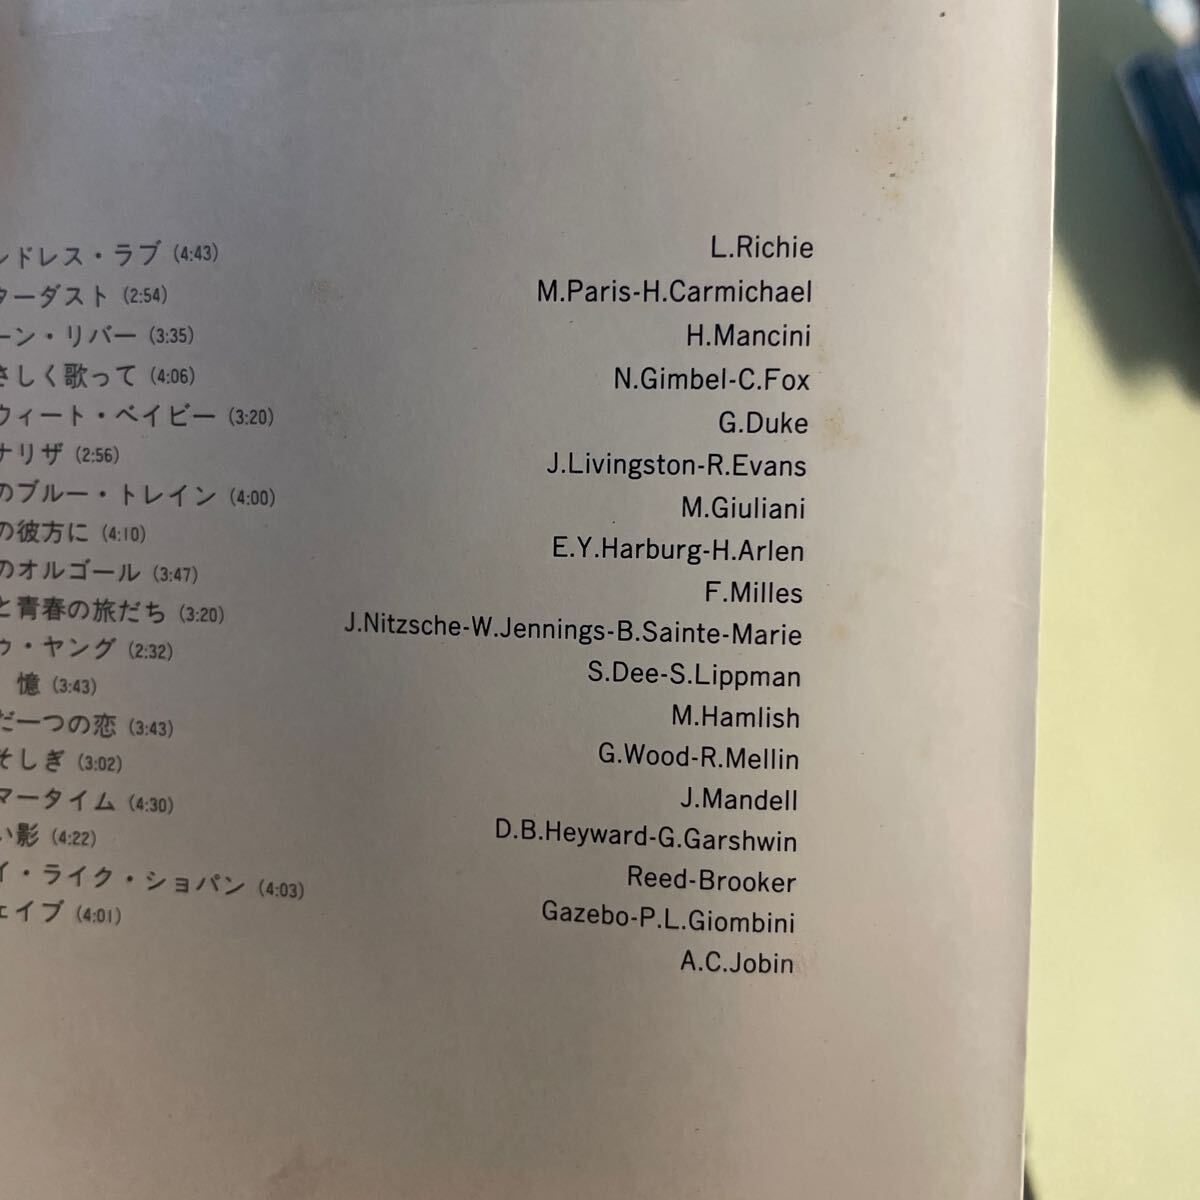 ンドレス・ラブ (4:43) L.Richie
ターダスト (2:54) M.Paris-H.Carmichael
ーン・リバー (3:35) H.Mancini
さしく歌って (4:06) N.Gimbel-C.Fox
ウィート・ベイビー (3:20) G.Duke
ナリザ (2:56) J.Livingston-R.Evans
のブルー・トレイン (4:00) M.Giuliani
の彼方に (4:10) E.Y.Harburg-H.Arlen
のオルゴール (3:47) F.Milles
と青春の旅だち (3:20) J.Nitzsche-W.Jennings-B.Sainte-Marie
ゥ・ヤング (2:32) S.Dee-S.Lippman
憶 (3:43) M.Hamlish
だ一つの恋 (3:43) G.Wood-R.Mellin
そしぎ (3:02) J.Mandell
マータイム (4:30) D.B.Heyward-G.Garshwin
い影 (4:22) Reed-Brooker
イ・ライク・ショパン (4:03) Gazebo-P.L.Giombini
ェイブ (4:01) A.C.Jobin